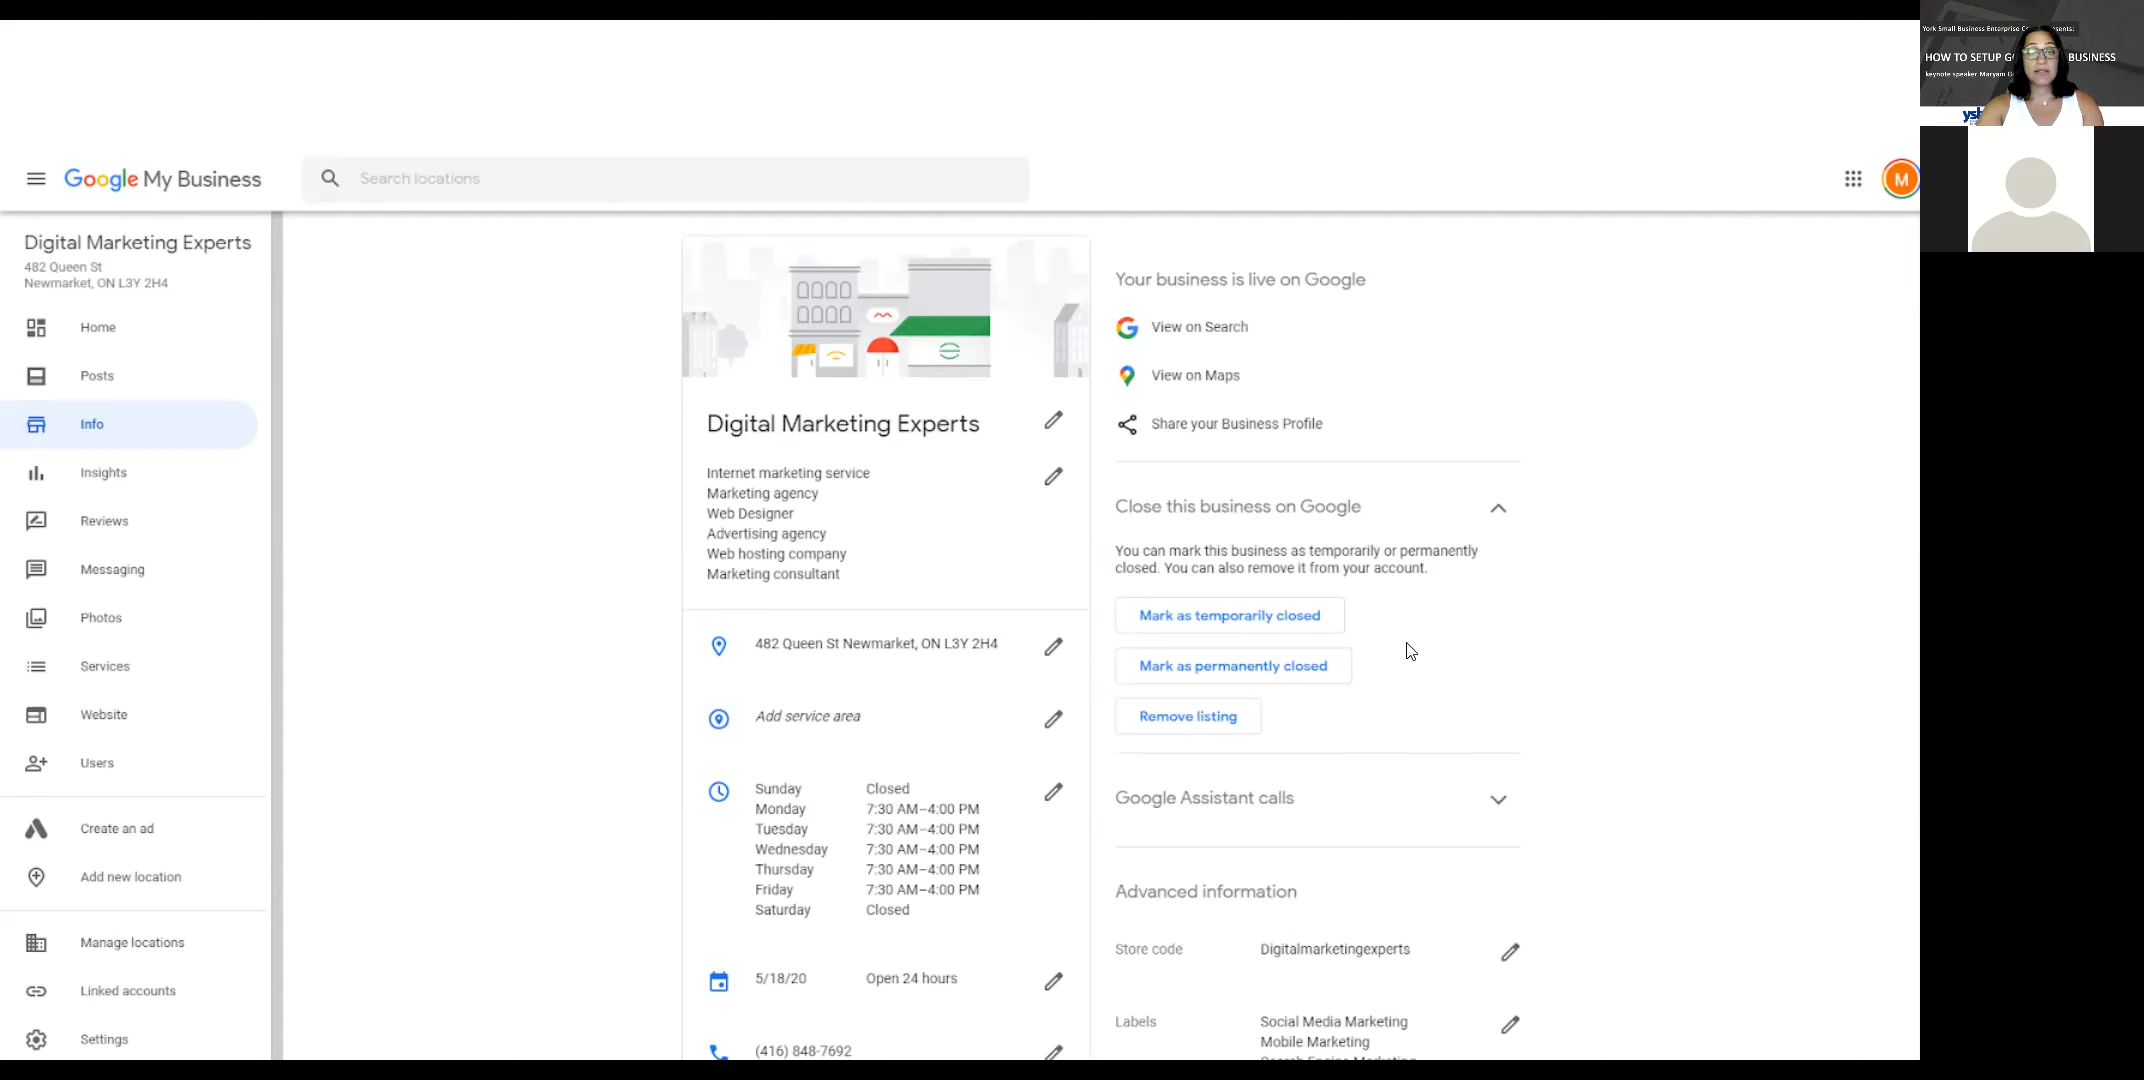 York Small Business Enterprise
HOW TO SETUP BUSINESS
keynote speaker Maryam
Google My Business
Search locations
M
Digital Marketing Experts
482 Queen St
Newmarket, ON L3Y 2H4
Home
Posts
Info
Insights
Reviews
Messaging
Photos
Services
Website
Users
Create an ad
Add new location
Manage locations
Linked accounts
Settings
Digital Marketing Experts
Internet marketing service
Marketing agency
Web Designer
Advertising agency
Web hosting company
Marketing consultant
482 Queen St Newmarket, ON L3Y 2H4
Add service area
Sunday Closed
Monday 7:30 AM–4:00 PM
Tuesday 7:30 AM–4:00 PM
Wednesday 7:30 AM–4:00 PM
Thursday 7:30 AM–4:00 PM
Friday 7:30 AM–4:00 PM
Saturday Closed
5/18/20 Open 24 hours
(416) 848-7692
Your business is live on Google
View on Search
View on Maps
Share your Business Profile
Close this business on Google
You can mark this business as temporarily or permanently
closed. You can also remove it from your account.
Mark as temporarily closed
Mark as permanently closed
Remove listing
Google Assistant calls
Advanced information
Store code Digitalmarketingexperts
Labels Social Media Marketing
Mobile Marketing